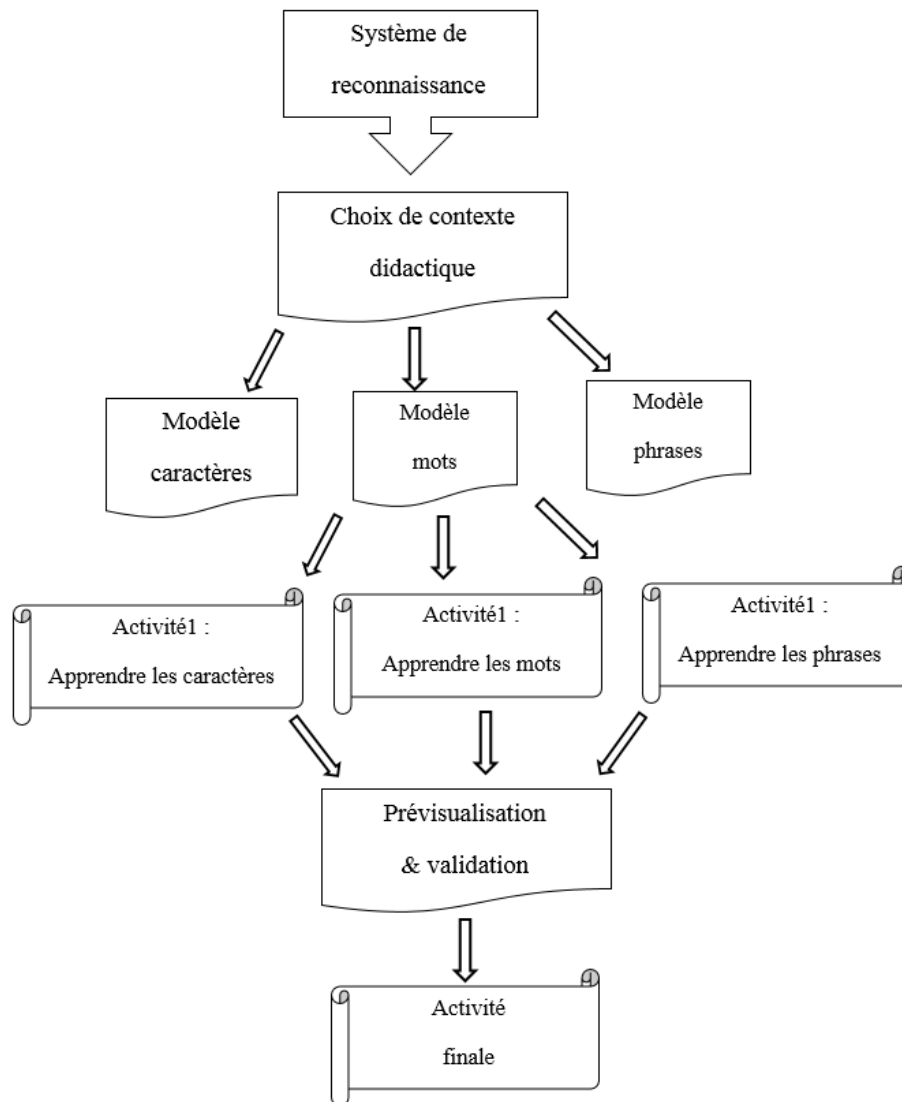 Système de
reconnaissance
Choix de contexte
didactique
Modèle
caractères
Modèle
mots
Modèle
phrases
Activité1 :
Apprendre les caractères
Activité1 :
Apprendre les mots
Activité1 :
Apprendre les phrases
Prévisualisation
& validation
Activité
finale